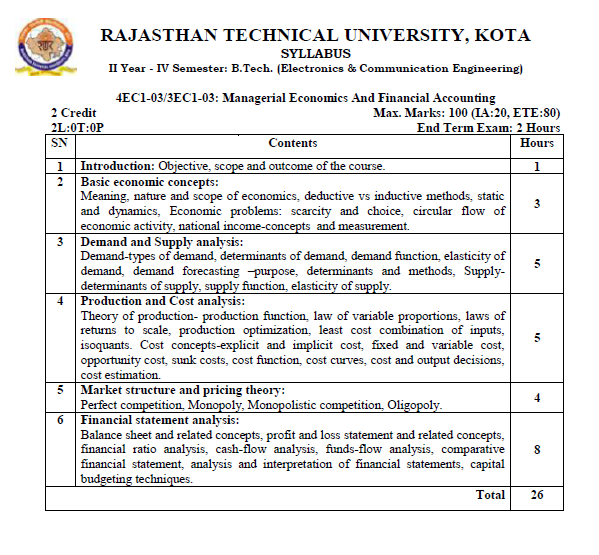 RAJASTHAN TECHNICAL UNIVERSITY, KOTA
SYLLABUS
II Year - IV Semester: B.Tech. (Electronics & Communication Engineering)
4EC1-03/3EC1-03: Managerial Economics And Financial Accounting
2 Credit Max. Marks: 100 (IA:20, ETE:80)
2L:0T:0P End Term Exam: 2 Hours
SN Contents Hours
1 Introduction: Objective, scope and outcome of the course. 1
2 Basic economic concepts:
Meaning, nature and scope of economics, deductive vs inductive methods, static
and dynamics, Economic problems: scarcity and choice, circular flow of
economic activity, national income-concepts and measurement.
3
3 Demand and Supply analysis:
Demand-types of demand, determinants of demand, demand function, elasticity of
demand, demand forecasting –purpose, determinants and methods, Supply-
determinants of supply, supply function, elasticity of supply.
5
4 Production and Cost analysis:
Theory of production- production function, law of variable proportions, laws of
returns to scale, production optimization, least cost combination of inputs,
isoquants. Cost concepts-explicit and implicit cost, fixed and variable cost,
opportunity cost, sunk costs, cost function, cost curves, cost and output decisions,
cost estimation.
5
5 Market structure and pricing theory:
Perfect competition, Monopoly, Monopolistic competition, Oligopoly.
4
6 Financial statement analysis:
Balance sheet and related concepts, profit and loss statement and related concepts,
financial ratio analysis, cash-flow analysis, funds-flow analysis, comparative
financial statement, analysis and interpretation of financial statements, capital
budgeting techniques.
8
Total 26